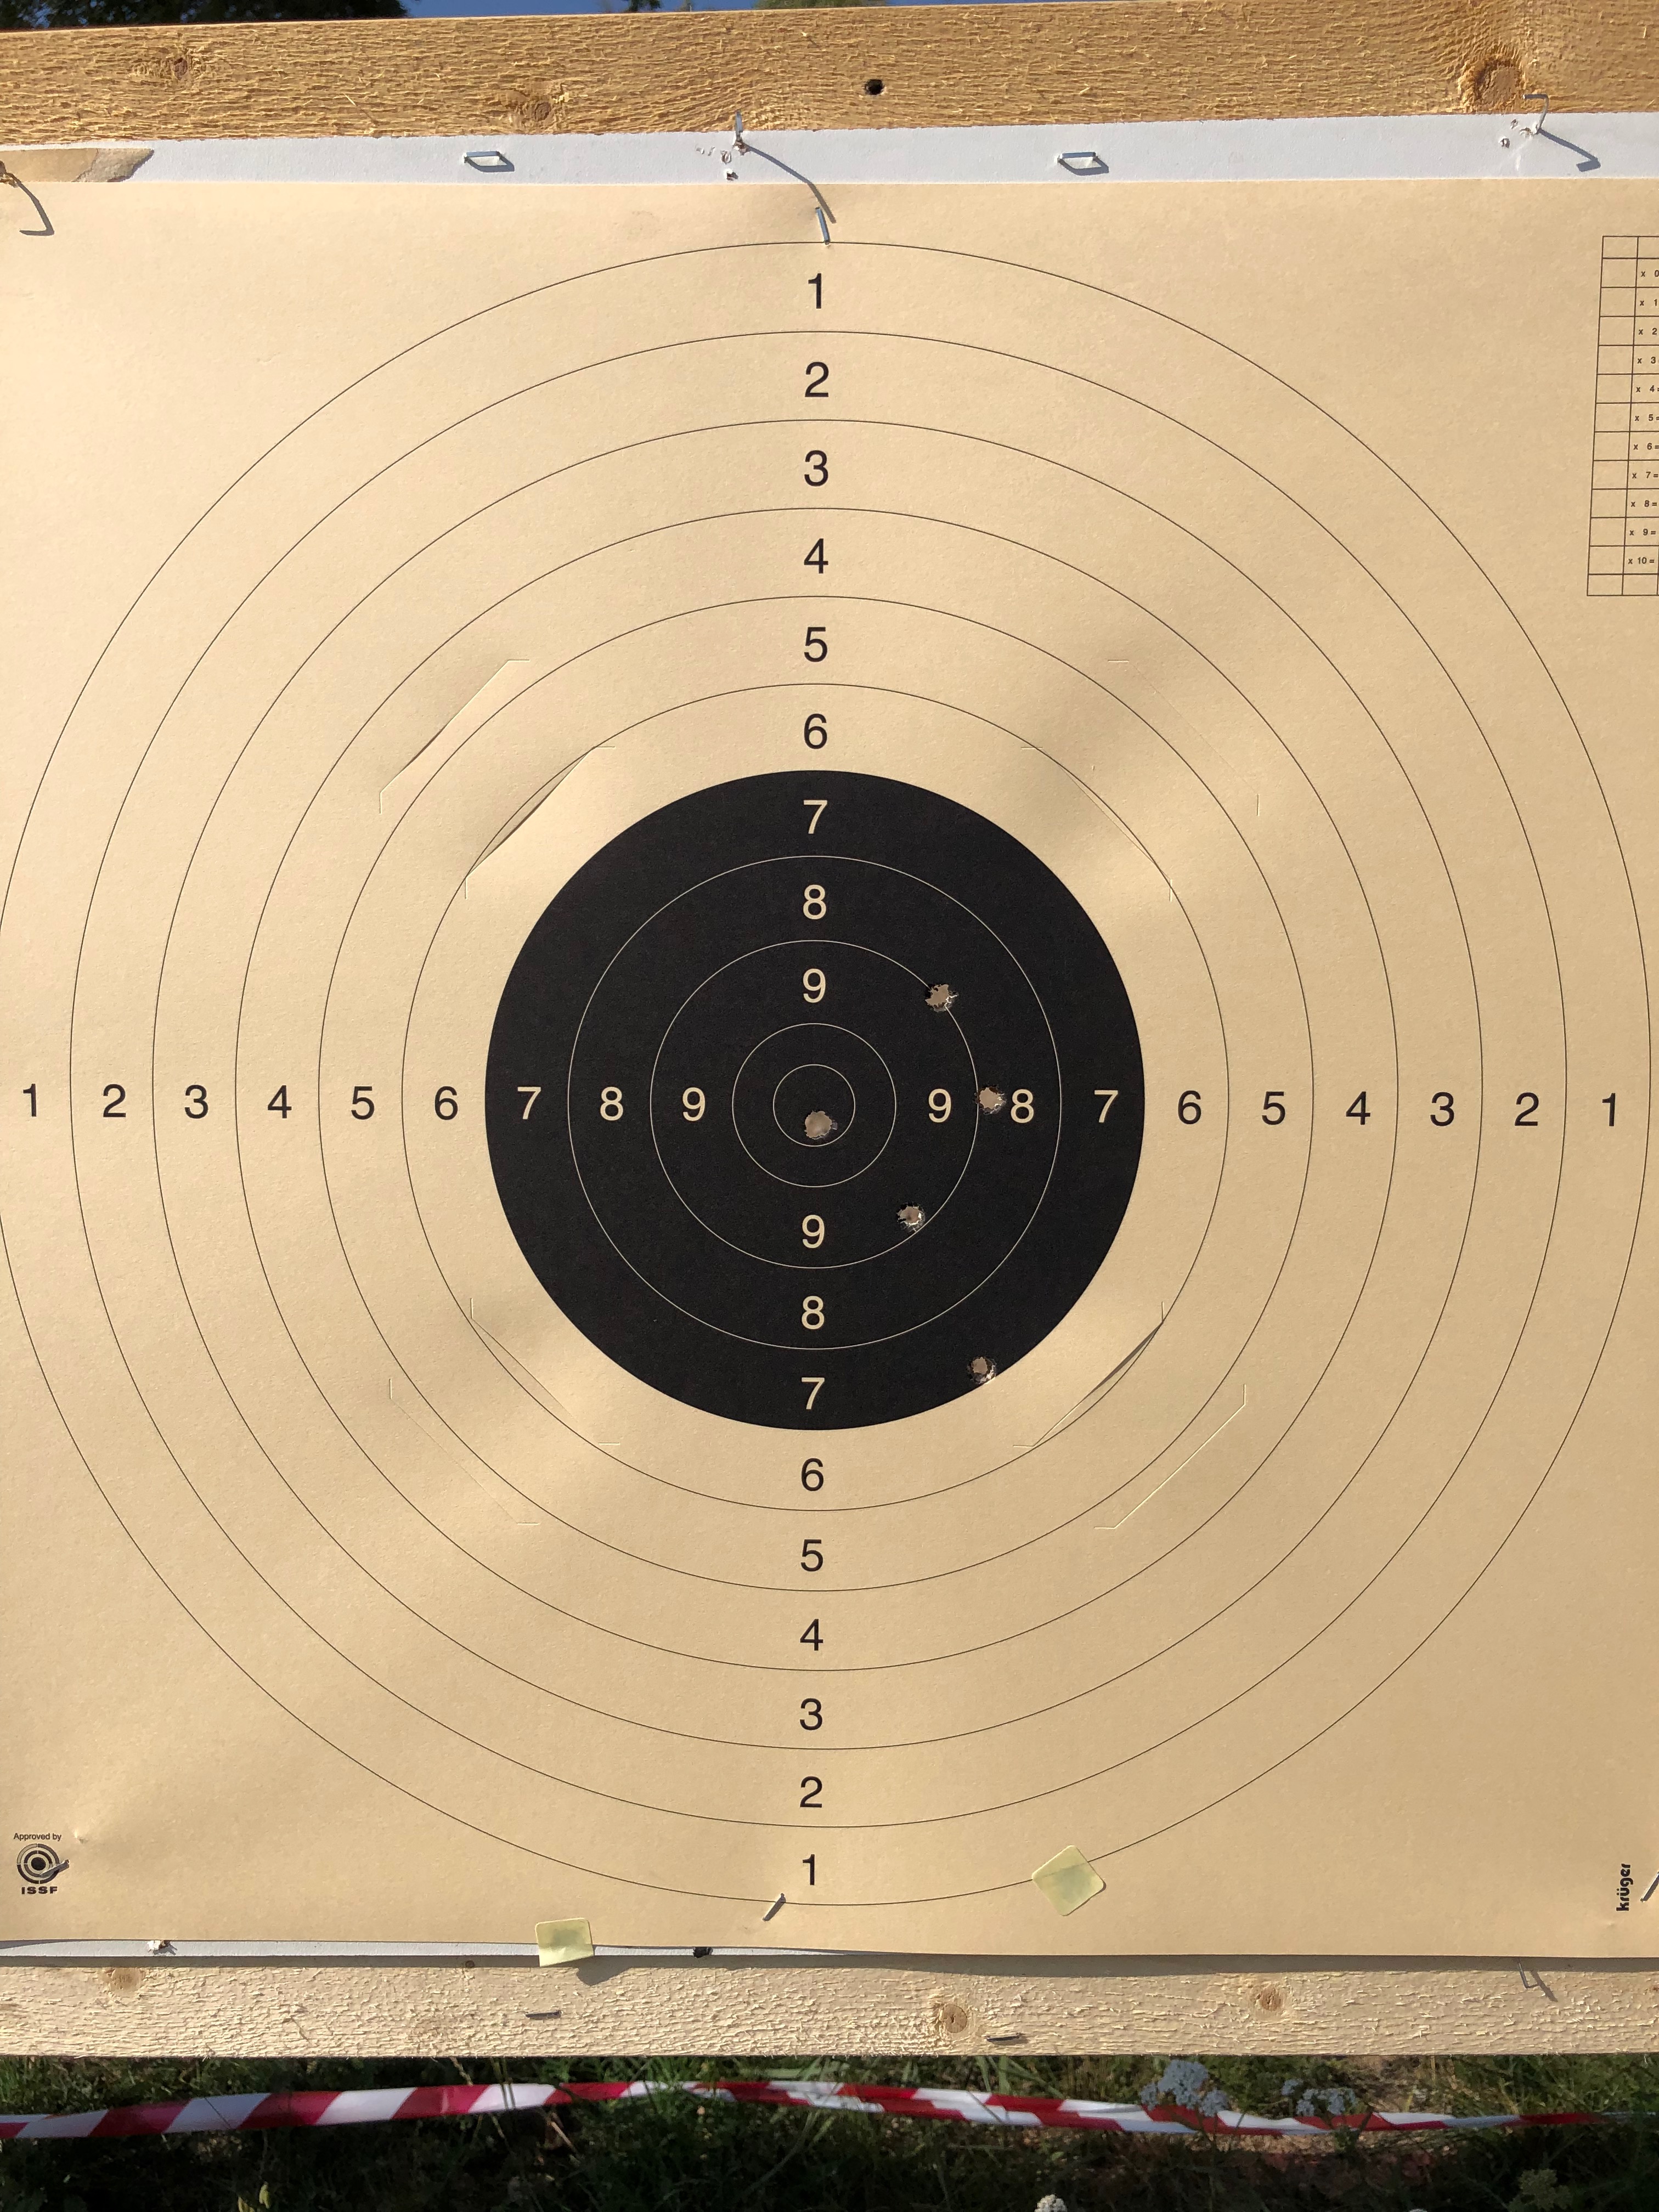 1
2
3
4
5
6
7
8
9
1 2 3 4 5 6 7 8 9 9 8 7 6 5 4 3 2 1
9
8
7
6
5
4
3
2
1
x 0
x 1
x 2
x 3
x 4=
x 5=
x 6=
x 7=
x 8=
x 9=
x 10=
Approved by
ISSF
krüger